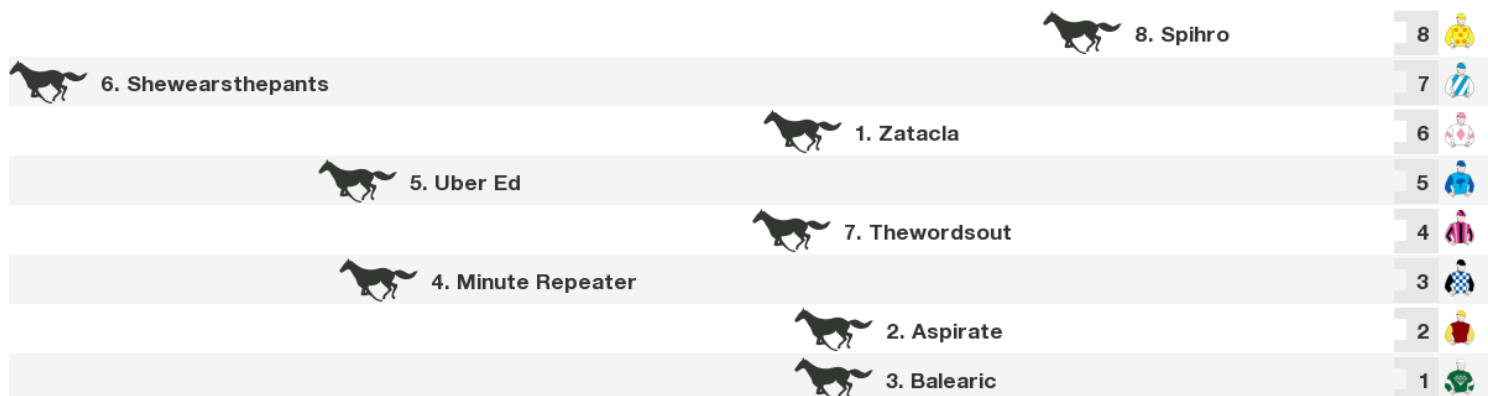 8. Spihro 8
6. Shewearsthepants 7
1. Zatacla 6
5. Uber Ed 5
7. Thewordsout 4
4. Minute Repeater 3
2. Aspirate 2
3. Balearic 1